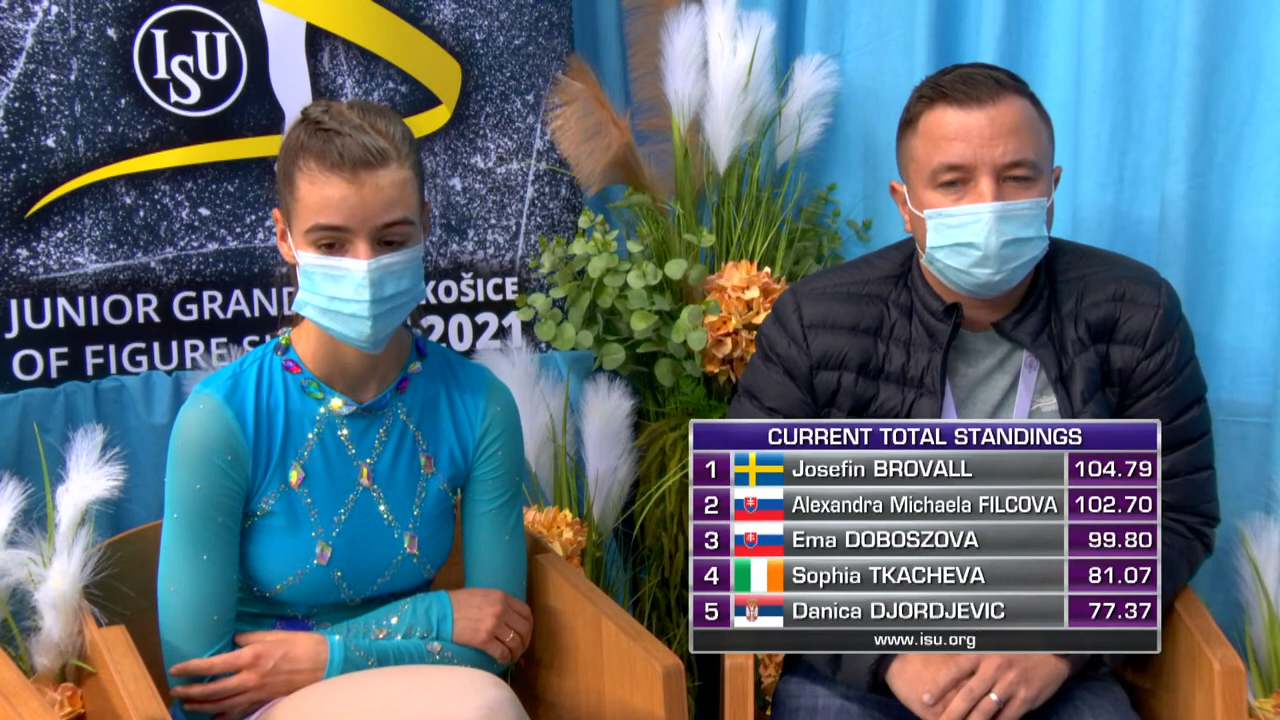 ISU
JUNIOR GRAND
KOŠICE
OF FIGURE S
2021
CURRENT TOTAL STANDINGS
1 Josefin BROVALL 104.79
2 Alexandra Michaela FILCOVA 102.70
3 Ema DOBOSZOVA 99.80
4 Sophia TKACHEVA 81.07
5 Danica DJORDJEVIC 77.37
www.isu.org